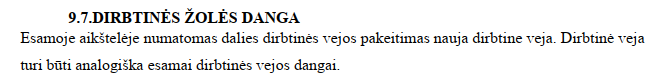 9.7.DIRBTINĖS ŽOLĖS DANGA
Esamoje aikštelėje numatomas dalies dirbtinės vejos pakeitimas nauja dirbtine veja. Dirbtinė veja
turi būti analogiška esamai dirbtinės vejos dangai.